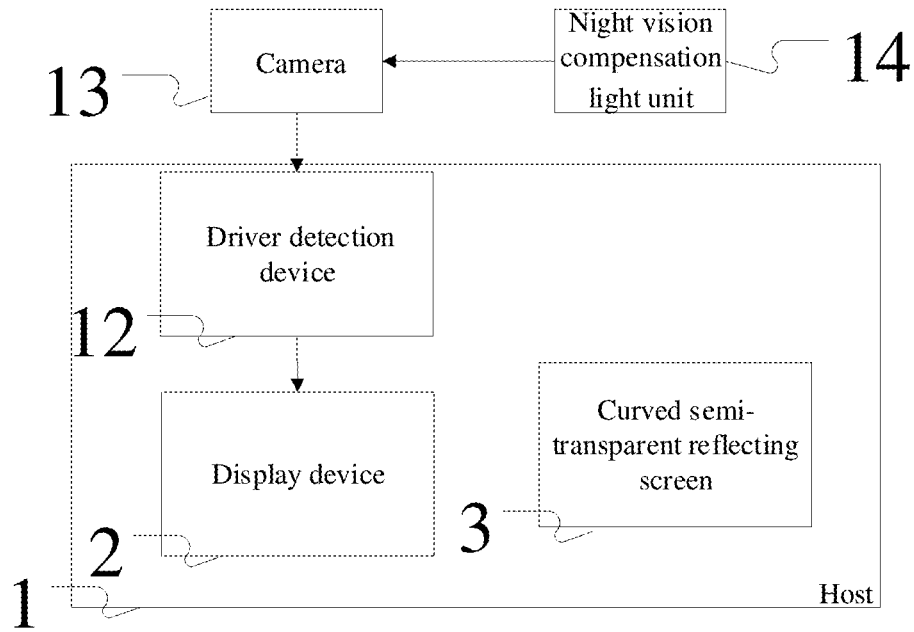 Night vision
compensation
light unit
14
Camera
13
Driver detection
device
12
Curved semi-
transparent reflecting
screen
3
Display device
2
1
Host